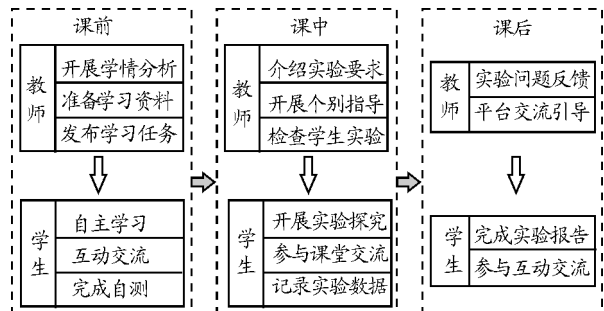 课前
教师
开展学情分析
准备学习资料
发布学习任务
学生
自主学习
互动交流
完成自测
课中
教师
介绍实验要求
开展个别指导
检查学生实验
学生
开展实验探究
参与课堂交流
记录实验数据
课后
教师
实验问题反馈
平台交流引导
学生
完成实验报告
参与互动交流